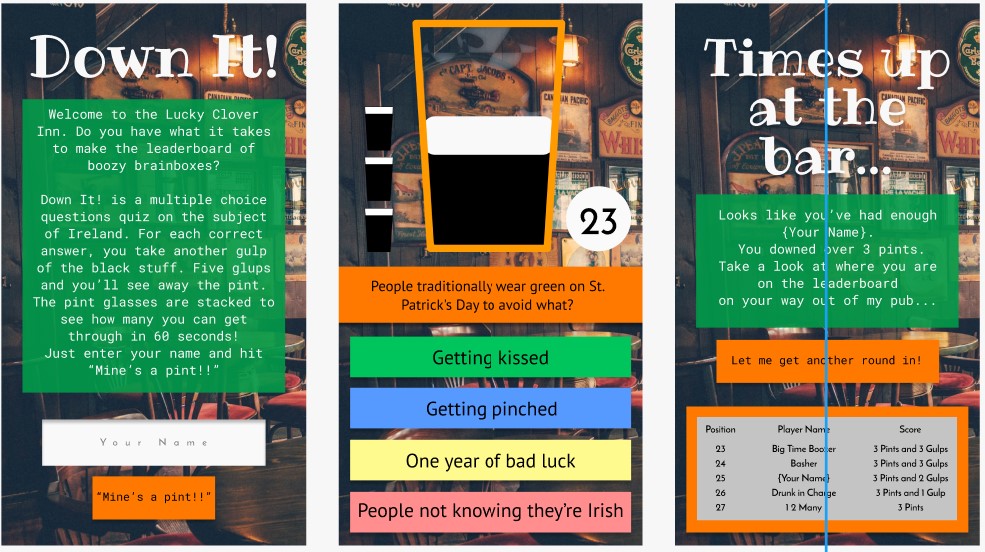 Down It!
Welcome to the Lucky Clover
Inn. Do you have what it takes
to make the leaderboard of
boozy brainboxes?
Down It! is a multiple choice
questions quiz on the subject
of Ireland. For each correct
answer, you take another gulp
of the black stuff. Five glups
and you'll see away the pint.
The pint glasses are stacked to
see how many you can get
through in 60 seconds!
Just enter your name and hit
“Mine's a pint!!”
Your Name
“Mine's a pint!!”
CAPT. JACOBS
CANADIAN PACIFIC
23
People traditionally wear green on St.
Patrick's Day to avoid what?
Getting kissed
Getting pinched
One year of bad luck
People not knowing they're Irish
Times up
at the
bar...
Looks like you've had enough
{Your Name}.
You downed over 3 pints.
Take a look at where you are
on the leaderboard
on your way out of my pub...
Let me get another round in!
Position Player Name Score
23 Big Time Boozer 3 Pints and 3 Gulps
24 Basher 3 Pints and 3 Gulps
25 {Your Name} 3 Pints and 2 Gulps
26 Drunk in Charge 3 Pints and 1 Gulp
27 1 2 Many 3 Pints